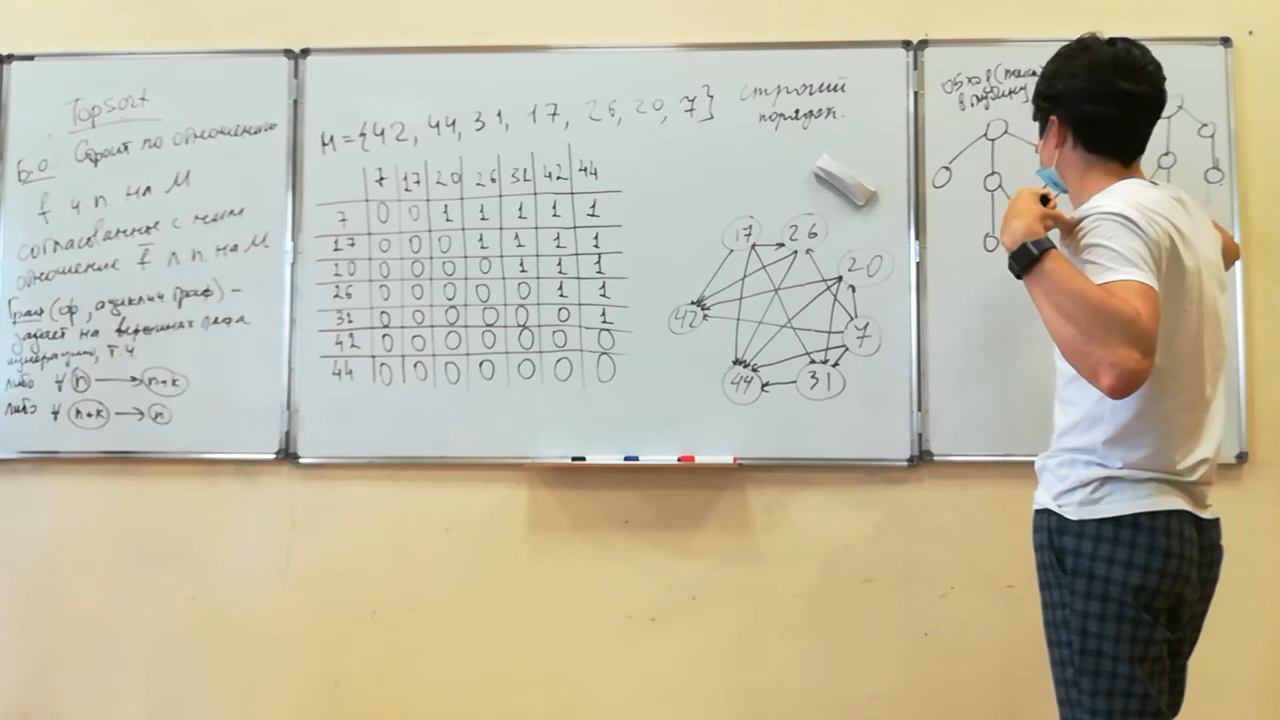 TopSort
Б.О. Строит по отношению
f ч п. на M
согласованное с ним
отношение f̄ л п. на M
Граф (ор, ациклич. граф) –
задаёт на вершинах графа
нумерацию, т.ч
либо ∀ n → n+k
либо ∀ n+k → n
M = {42, 44, 31, 17, 26, 20, 7}
строгий
порядок.
7 17 20 26 31 42 44
7 0 0 1 1 1 1 1
17 0 0 0 1 1 1 1
20 0 0 0 0 1 1 1
26 0 0 0 0 0 1 1
31 0 0 0 0 0 0 1
42 0 0 0 0 0 0 0
44 0 0 0 0 0 0 0
17 26
20
42
7
44 31
обход
в глубину